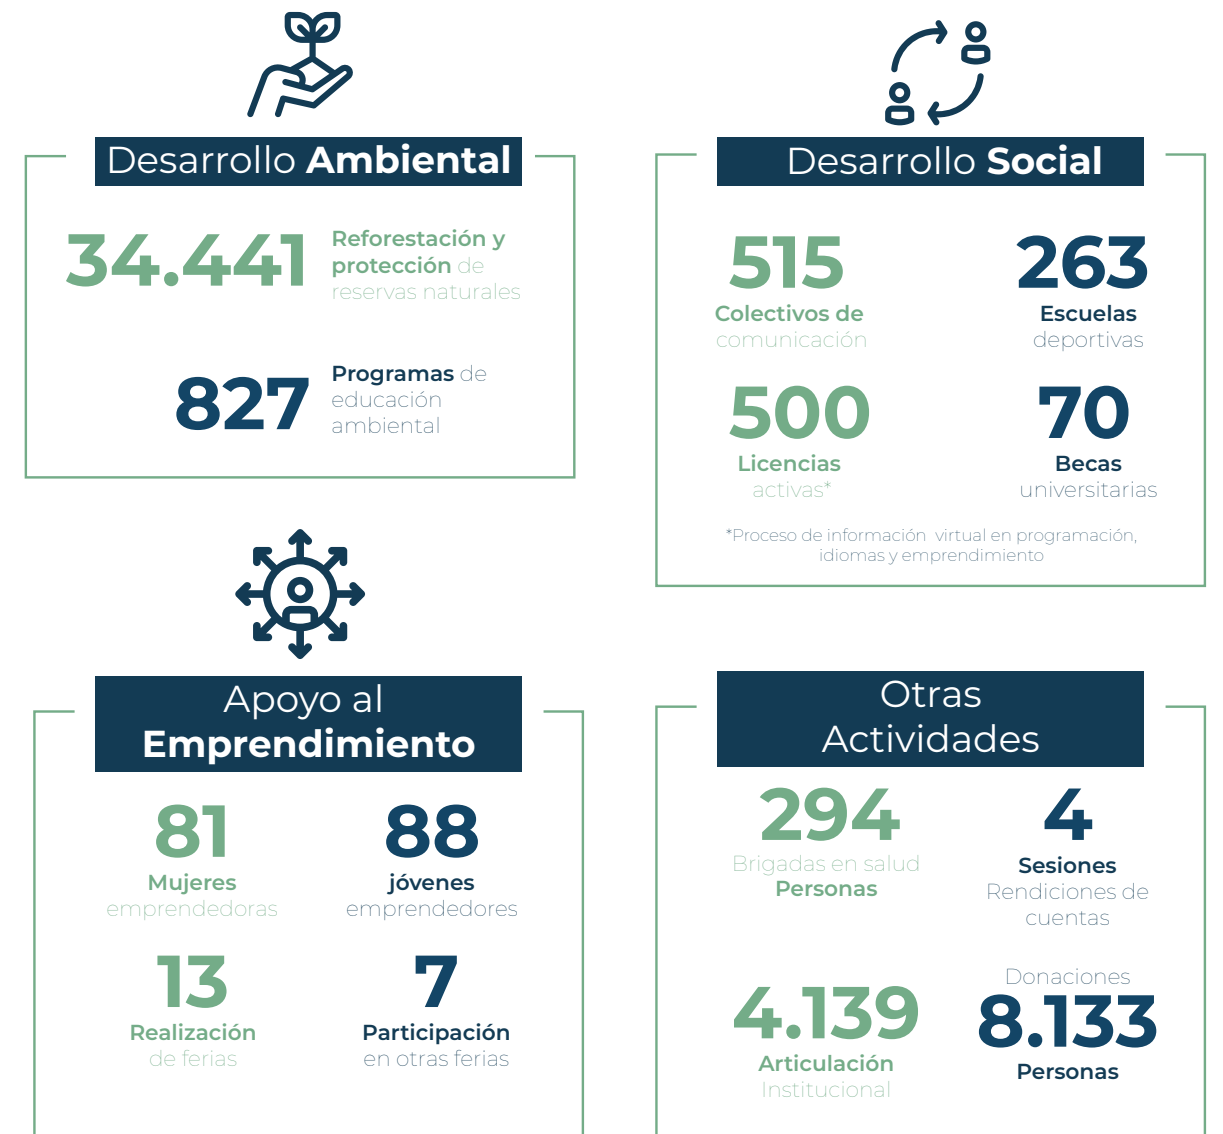 Desarrollo Ambiental
34.441
Reforestación y
protección de
reservas naturales
827
Programas de
educación
ambiental
Desarrollo Social
515
Colectivos de
comunicación
263
Escuelas
deportivas
500
Licencias
activas*
70
Becas
universitarias
*Proceso de información virtual en programación,
idiomas y emprendimiento
Apoyo al
Emprendimiento
81
Mujeres
emprendedoras
88
jóvenes
emprendedores
13
Realización
de ferias
7
Participación
en otras ferias
Otras
Actividades
294
Brigadas en salud
Personas
4
Sesiones
Rendiciones de
cuentas
4.139
Articulación
Institucional
Donaciones
8.133
Personas